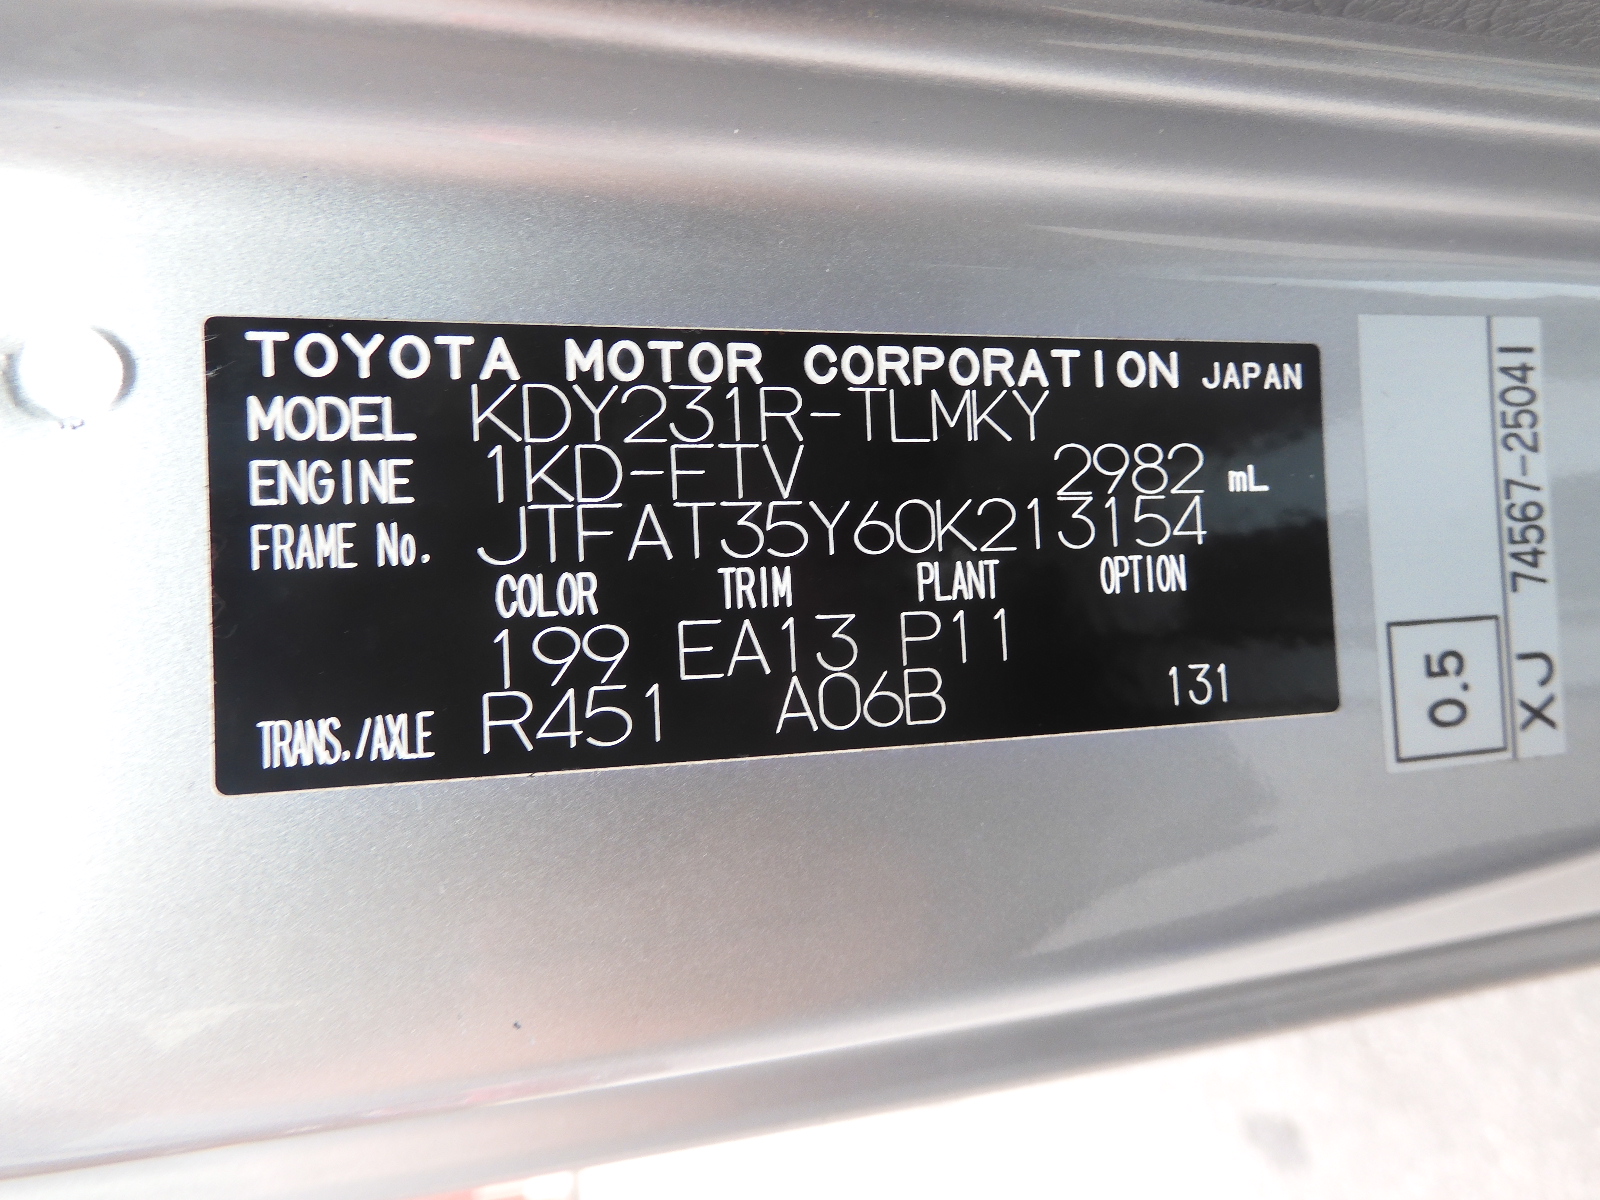 TOYOTA MOTOR CORPORATION JAPAN
MODEL KDY231R-TLMKY
ENGINE 1KD-FTV 2982 mL
FRAME No. JTFAT35Y60K213154
COLOR TRIM PLANT OPTION
199 EA13 P11
TRANS./AXLE R451 A06B 131
0.5
XJ 74567-25041